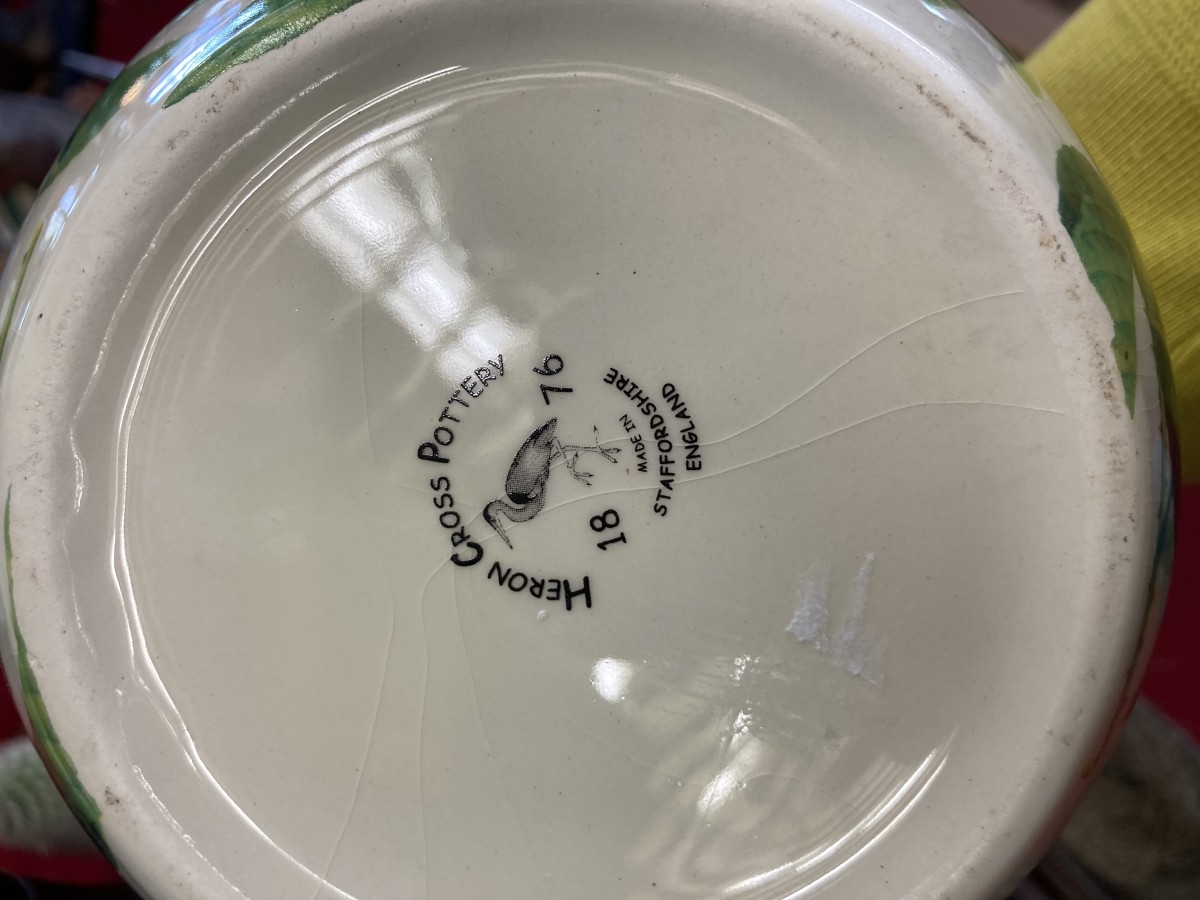 HERON CROSS POTTERY
18 76
MADE IN
STAFFORDSHIRE
ENGLAND